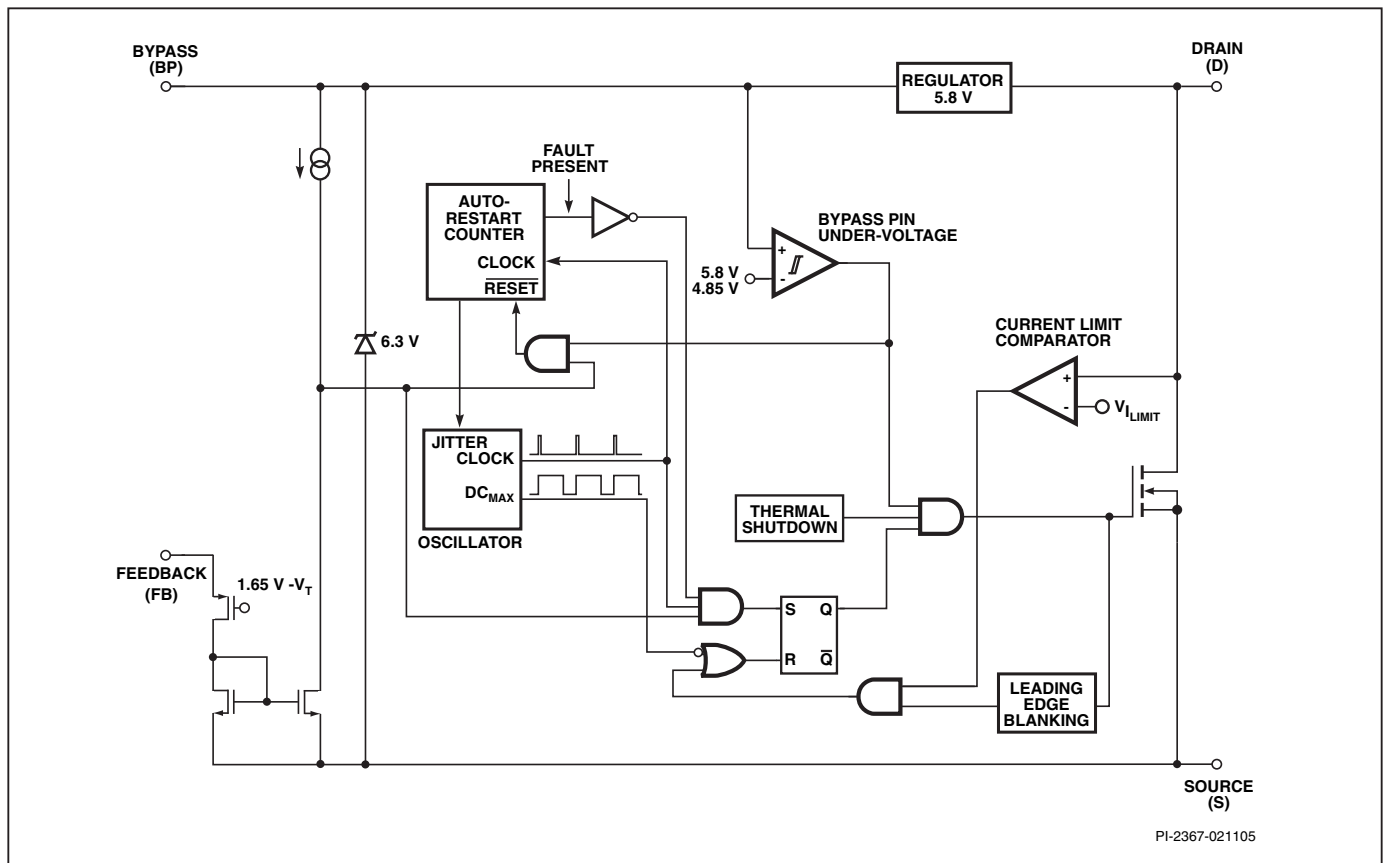 BYPASS
(BP)
DRAIN
(D)
REGULATOR
5.8 V
FAULT
PRESENT
AUTO-
RESTART
COUNTER
CLOCK
RESET
BYPASS PIN
UNDER-VOLTAGE
+
5.8 V
4.85 V
-
6.3 V
CURRENT LIMIT
COMPARATOR
+
-
VILIMIT
JITTER
CLOCK
DCMAX
OSCILLATOR
THERMAL
SHUTDOWN
FEEDBACK
(FB)
1.65 V -VT
S Q
R Q̅
LEADING
EDGE
BLANKING
SOURCE
(S)
PI-2367-021105